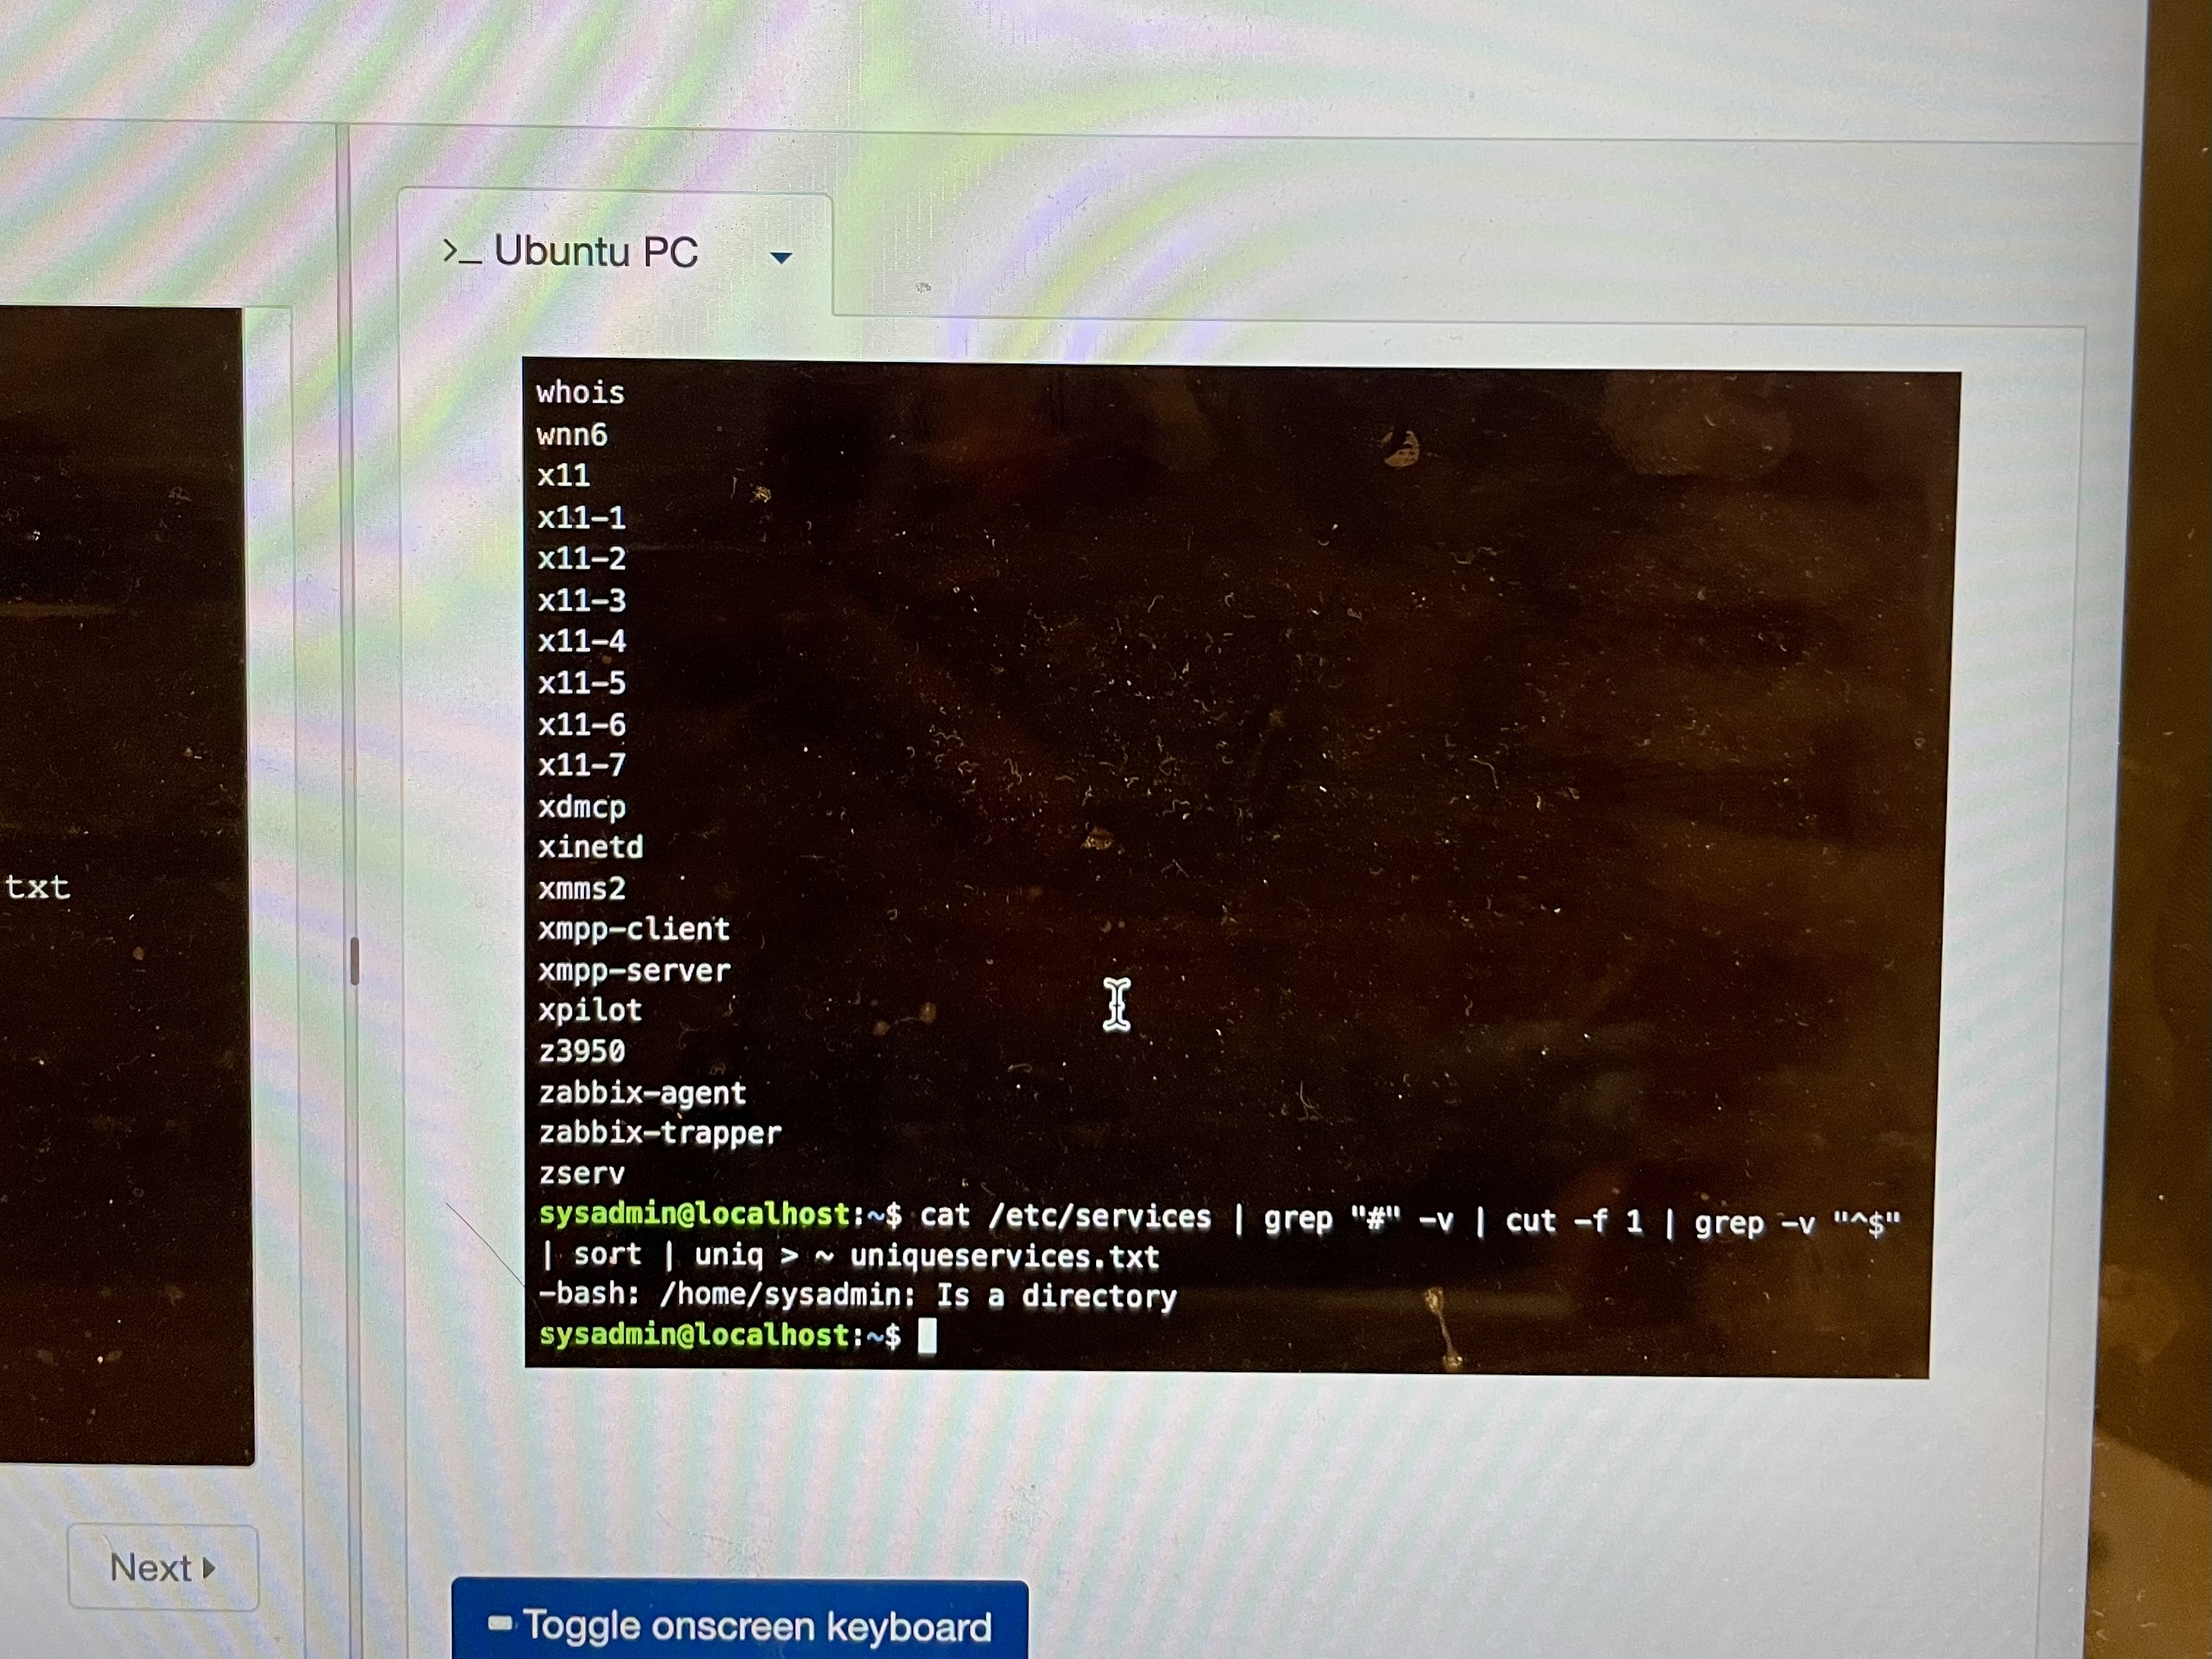 >_ Ubuntu PC
txt
Next
whois
wnn6
x11
x11-1
x11-2
x11-3
x11-4
x11-5
x11-6
x11-7
xdmcp
xinetd
xmms2
xmpp-client
xmpp-server
xpilot
z3950
zabbix-agent
zabbix-trapper
zserv
sysadmin@localhost:~$ cat /etc/services | grep "#" -v | cut -f 1 | grep -v "^$"
| sort | uniq > ~ uniqueservices.txt
-bash: /home/sysadmin: Is a directory
sysadmin@localhost:~$
Toggle onscreen keyboard